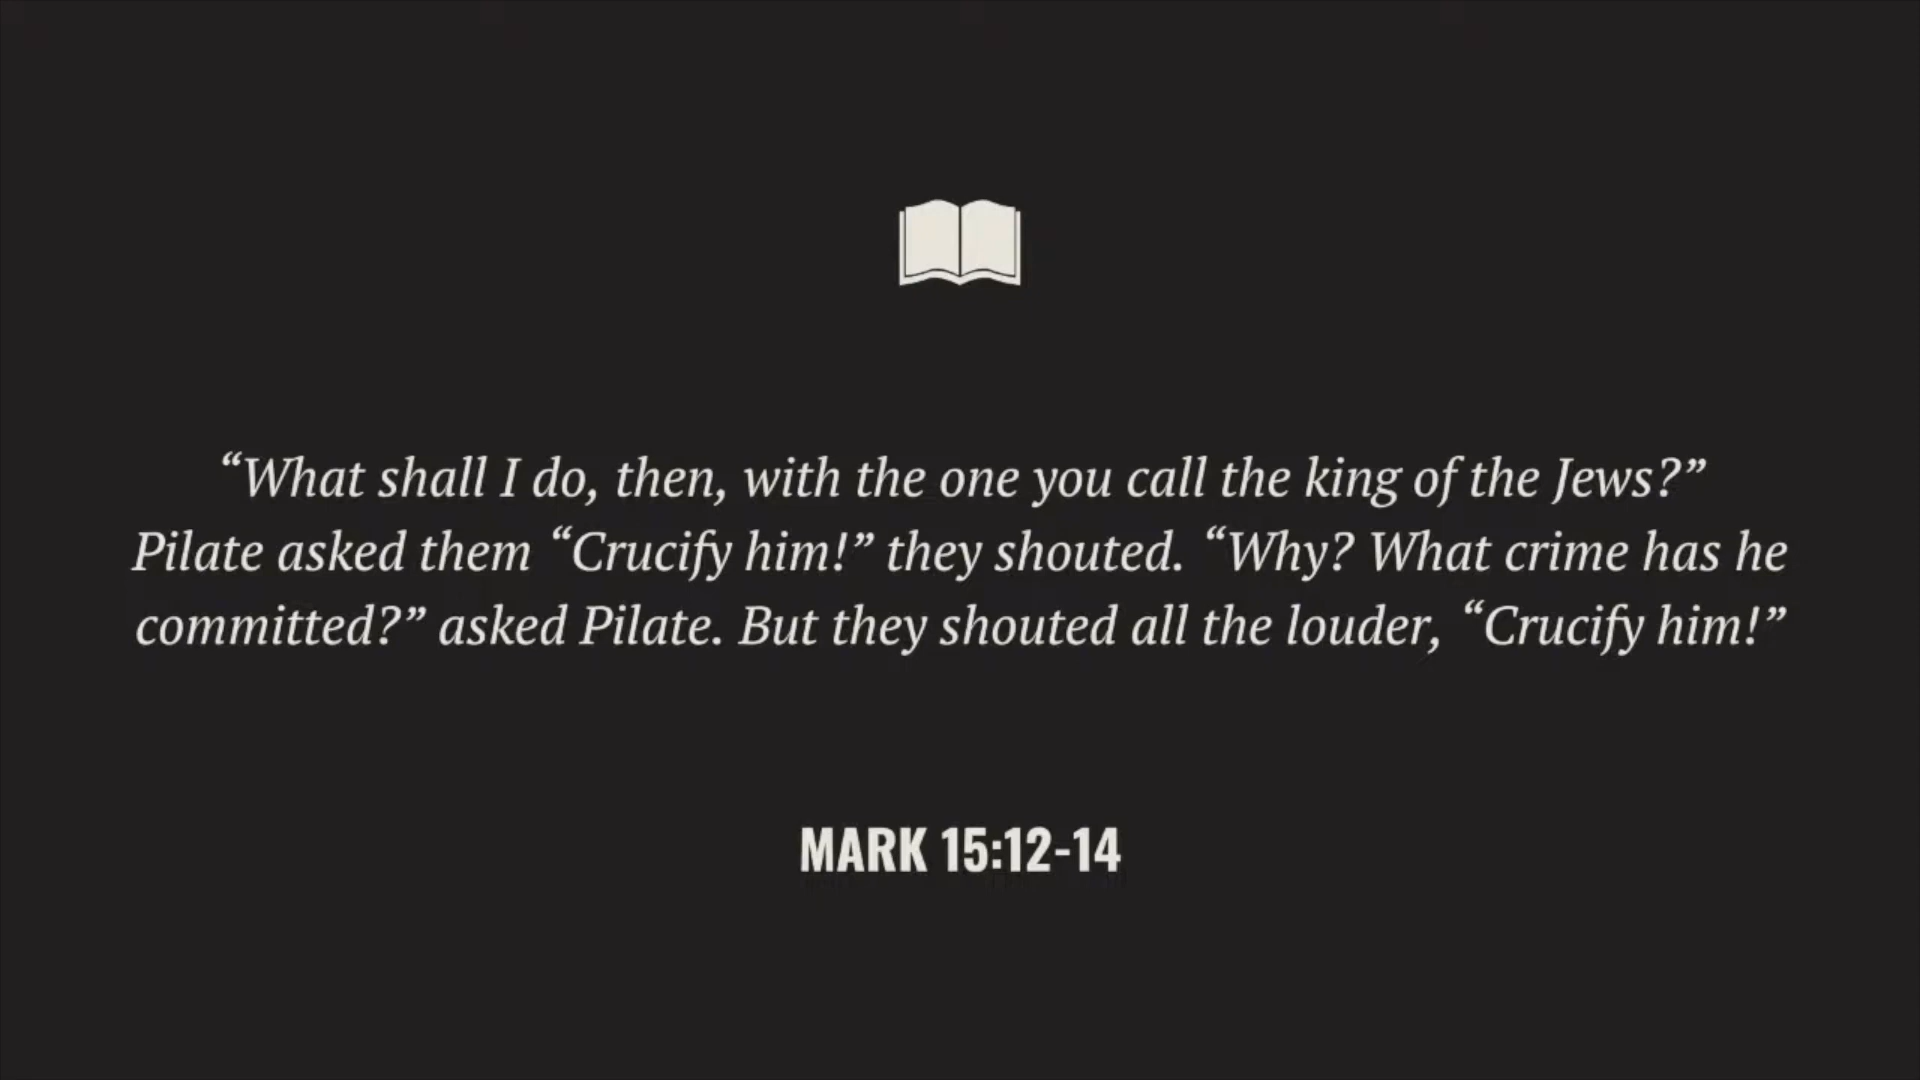 “What shall I do, then, with the one you call the king of the Jews?”
Pilate asked them “Crucify him!” they shouted. “Why? What crime has he
committed?” asked Pilate. But they shouted all the louder, “Crucify him!”
MARK 15:12-14